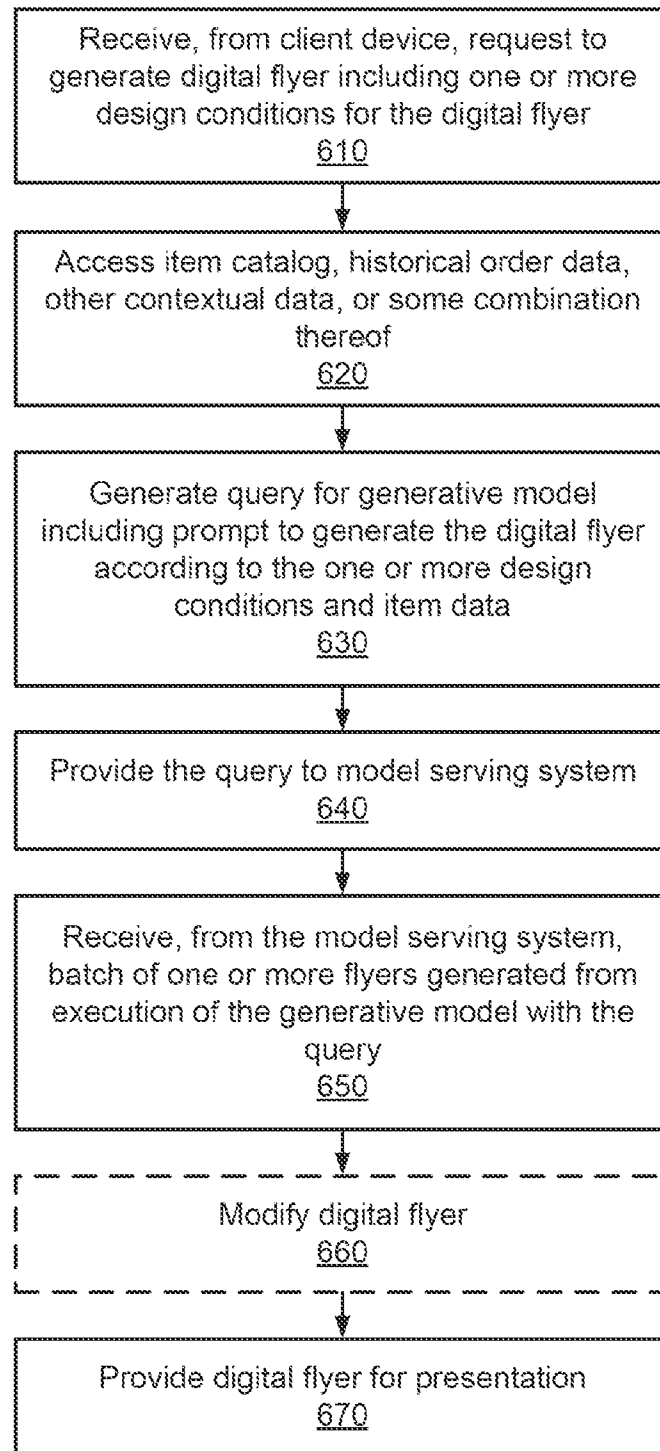 Receive, from client device, request to
generate digital flyer including one or more
design conditions for the digital flyer
610
Access item catalog, historical order data,
other contextual data, or some combination
thereof
620
Generate query for generative model
including prompt to generate the digital flyer
according to the one or more design
conditions and item data
630
Provide the query to model serving system
640
Receive, from the model serving system,
batch of one or more flyers generated from
execution of the generative model with the
query
650
Modify digital flyer
660
Provide digital flyer for presentation
670